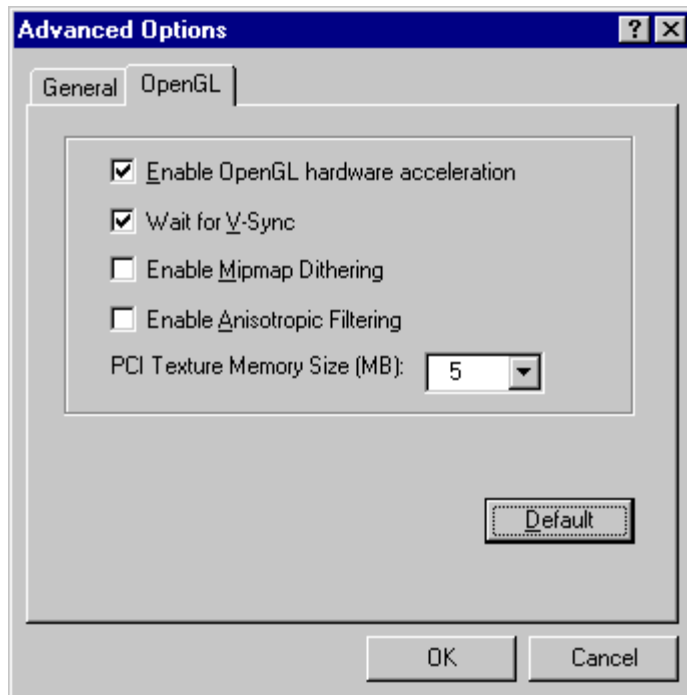 Advanced Options
General OpenGL
Enable OpenGL hardware acceleration
Wait for V-Sync
Enable Mipmap Dithering
Enable Anisotropic Filtering
PCI Texture Memory Size (MB): 5
Default
OK Cancel